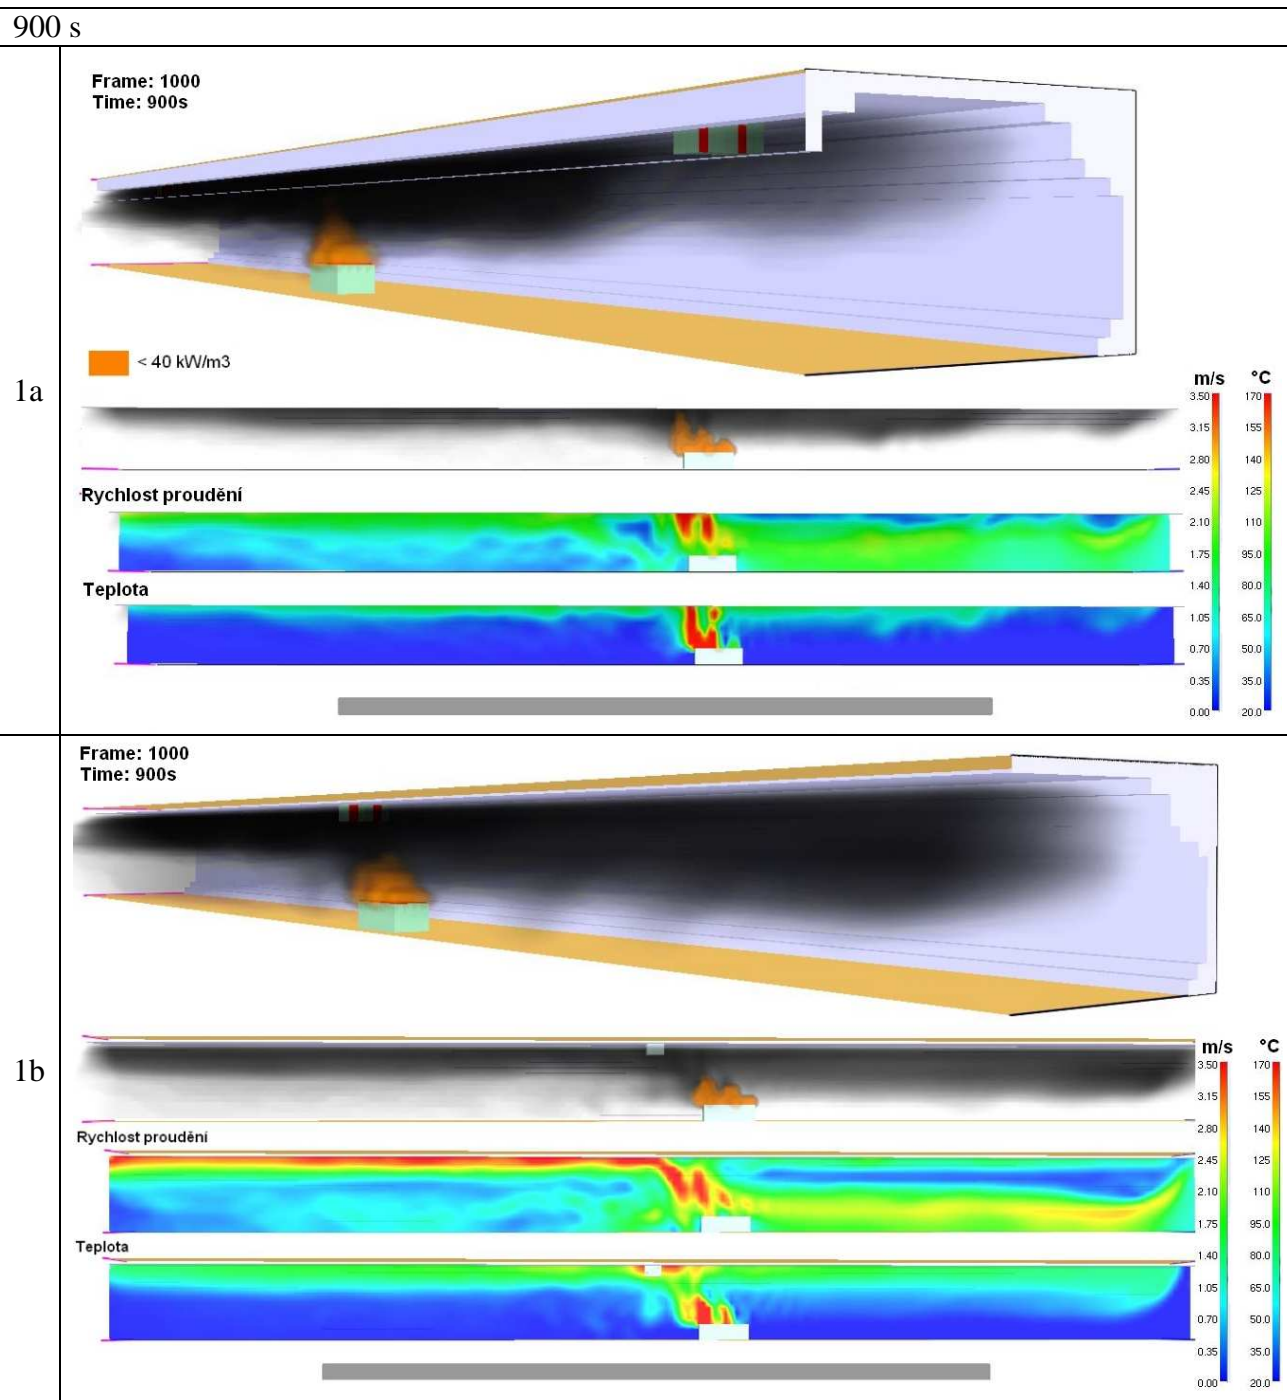 900 s
1a
Frame: 1000
Time: 900s
< 40 kW/m3
m/s °C
3.50 170
3.15 155
2.80 140
2.45 125
2.10 110
1.75 95.0
1.40 80.0
1.05 65.0
0.70 50.0
0.35 35.0
0.00 20.0
Rychlost proudění
Teplota
1b
Frame: 1000
Time: 900s
m/s °C
3.50 170
3.15 155
2.80 140
2.45 125
2.10 110
1.75 95.0
1.40 80.0
1.05 65.0
0.70 50.0
0.35 35.0
0.00 20.0
Rychlost proudění
Teplota